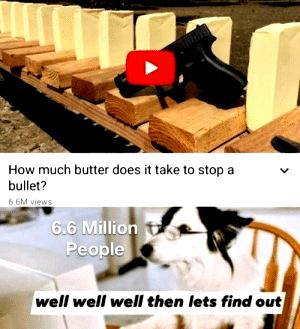 How much butter does it take to stop a
bullet?
6.6M views
6.6 Million
People
well well well then lets find out